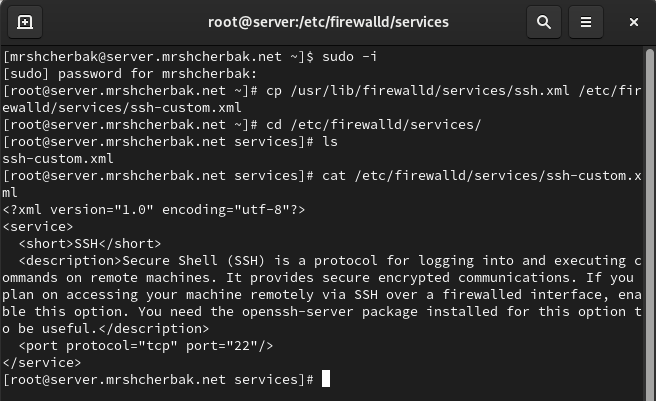 root@server:/etc/firewalld/services
[mrshcherbak@server.mrshcherbak.net ~]$ sudo -i
[sudo] password for mrshcherbak:
[root@server.mrshcherbak.net ~]# cp /usr/lib/firewalld/services/ssh.xml /etc/fir
ewalld/services/ssh-custom.xml
[root@server.mrshcherbak.net ~]# cd /etc/firewalld/services/
[root@server.mrshcherbak.net services]# ls
ssh-custom.xml
[root@server.mrshcherbak.net services]# cat /etc/firewalld/services/ssh-custom.x
ml
<?xml version="1.0" encoding="utf-8"?>
<service>
  <short>SSH</short>
  <description>Secure Shell (SSH) is a protocol for logging into and executing c
ommands on remote machines. It provides secure encrypted communications. If you
plan on accessing your machine remotely via SSH over a firewalled interface, ena
ble this option. You need the openssh-server package installed for this option t
o be useful.</description>
  <port protocol="tcp" port="22"/>
</service>
[root@server.mrshcherbak.net services]#